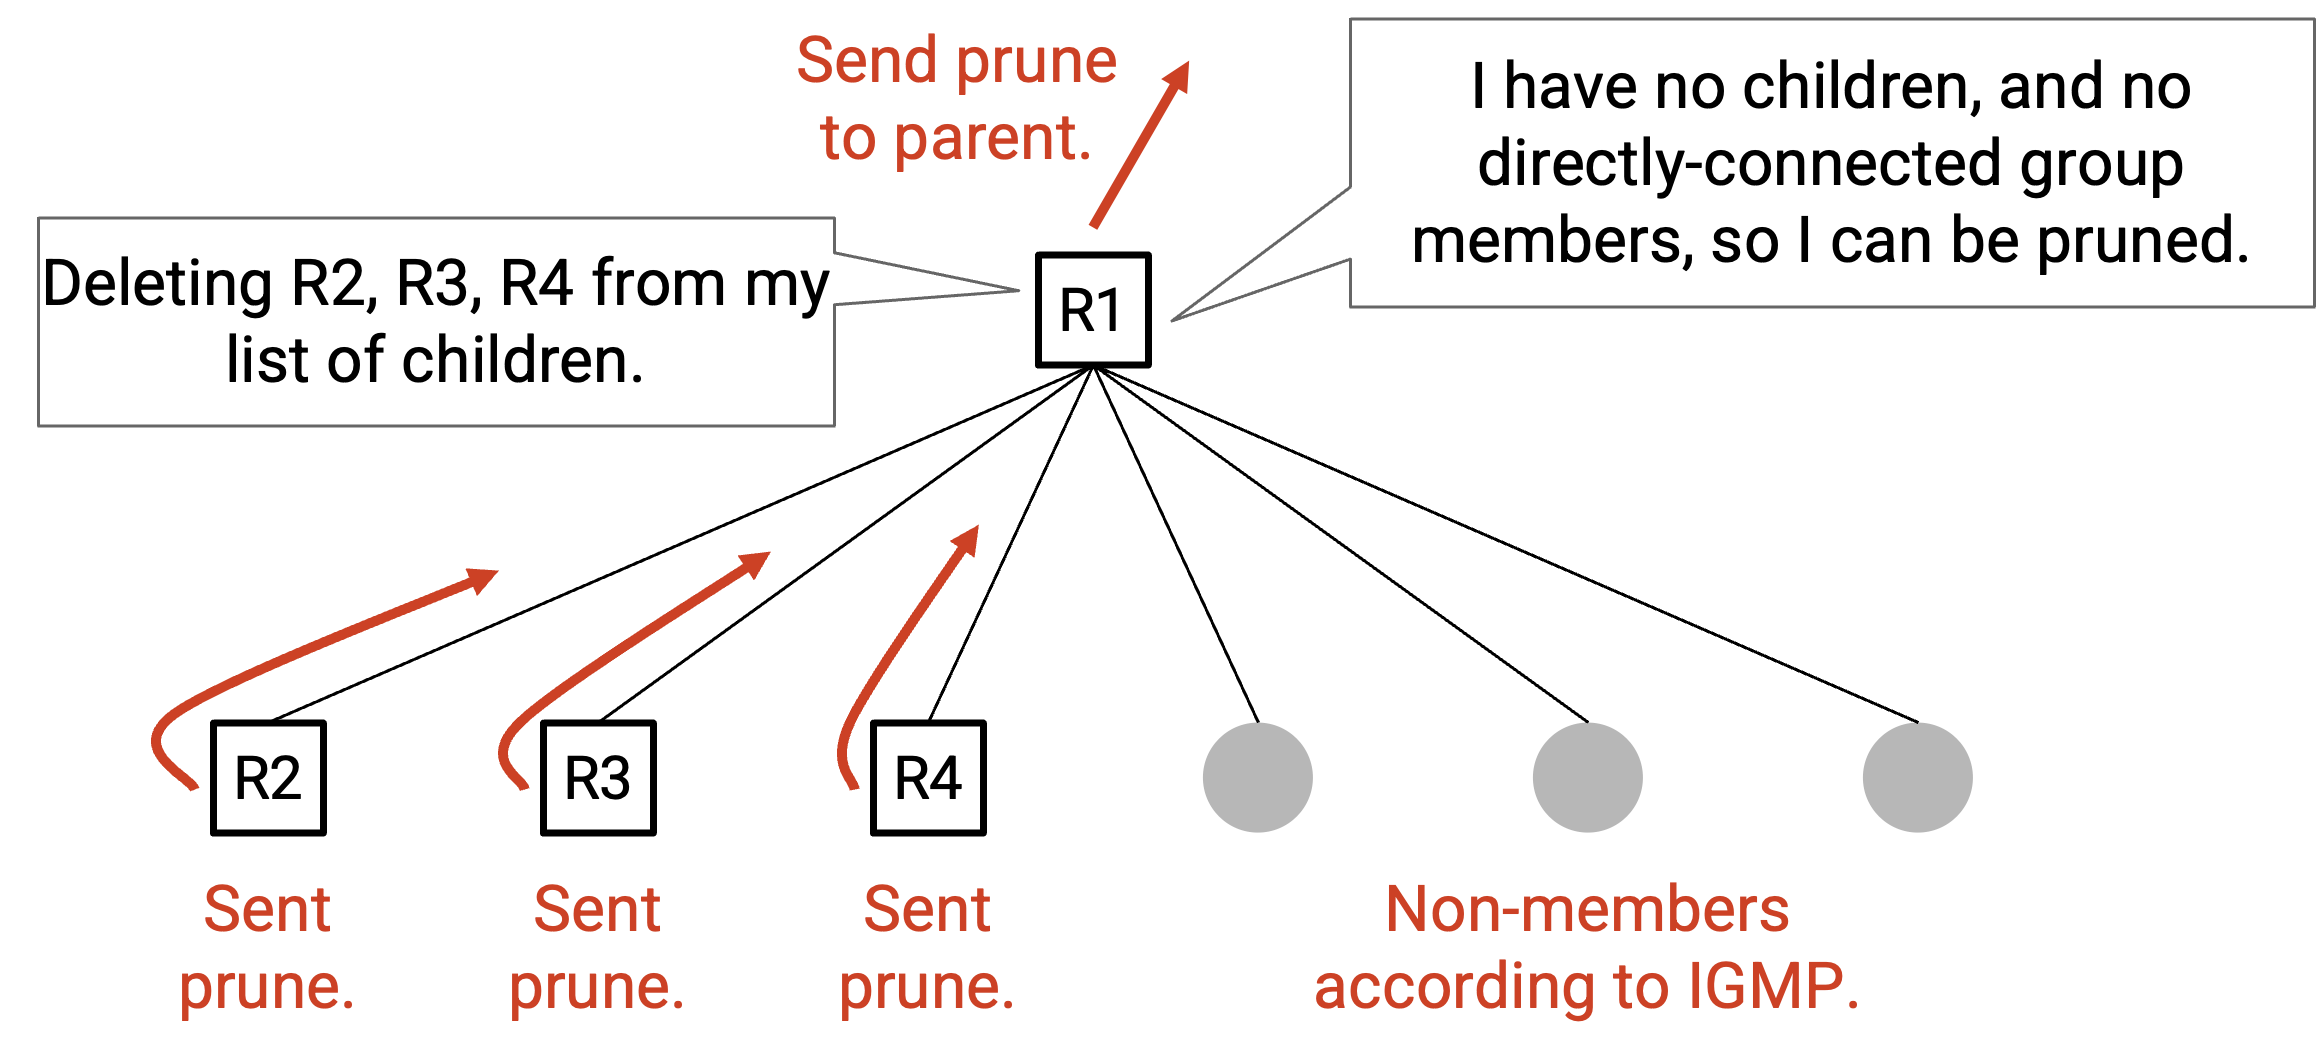 Send prune
to parent.
I have no children, and no
directly-connected group
members, so I can be pruned.
Deleting R2, R3, R4 from my
list of children.
R1
R2
R3
R4
Sent
prune.
Sent
prune.
Sent
prune.
Non-members
according to IGMP.